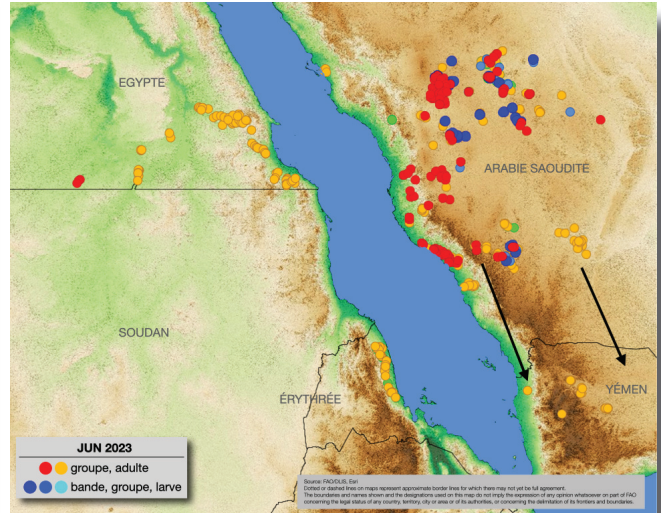 EGYPTE
ARABIE SAOUDITE
SOUDAN
ÉRYTHRÉE
YÉMEN
JUN 2023
groupe, adulte
bande, groupe, larve
Source: FAO/DLIS, Esri
Dotted or dashed lines on maps represent approximate border lines for which there may not yet be full agreement.
The boundaries and names shown and the designations used on this map do not imply the expression of any opinion whatsoever on part of FAO
concerning the legal status of any country, territory, city or area or of its authorities, or concerning the delimitation of its frontiers and boundaries.